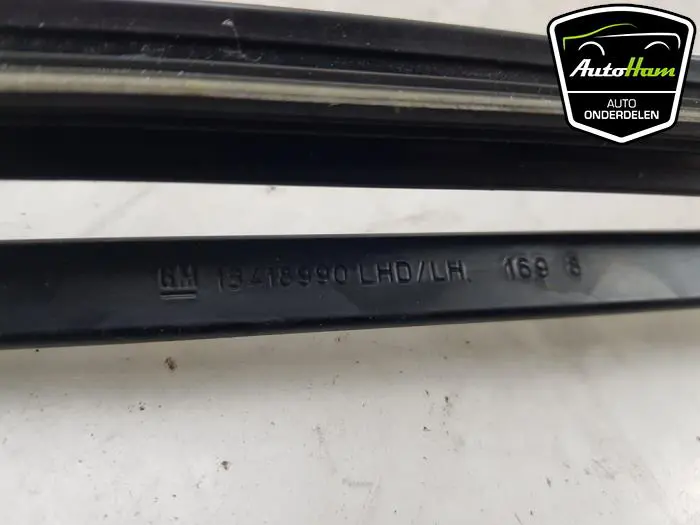 AutoHam
AUTO
ONDERDELEN
GM 13418990 LHD/LH. 169 8